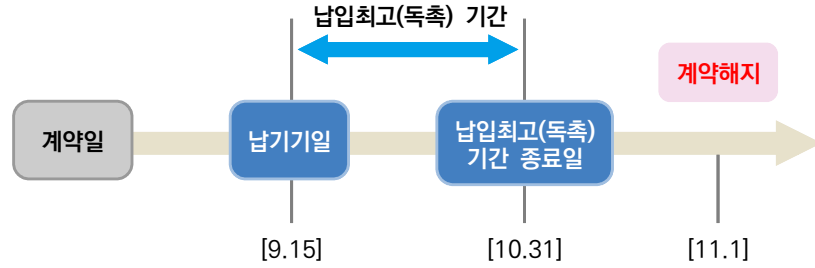 납입최고(독촉) 기간
계약해지
계약일
납기기일
납입최고(독촉)
기간 종료일
[9.15]
[10.31]
[11.1]